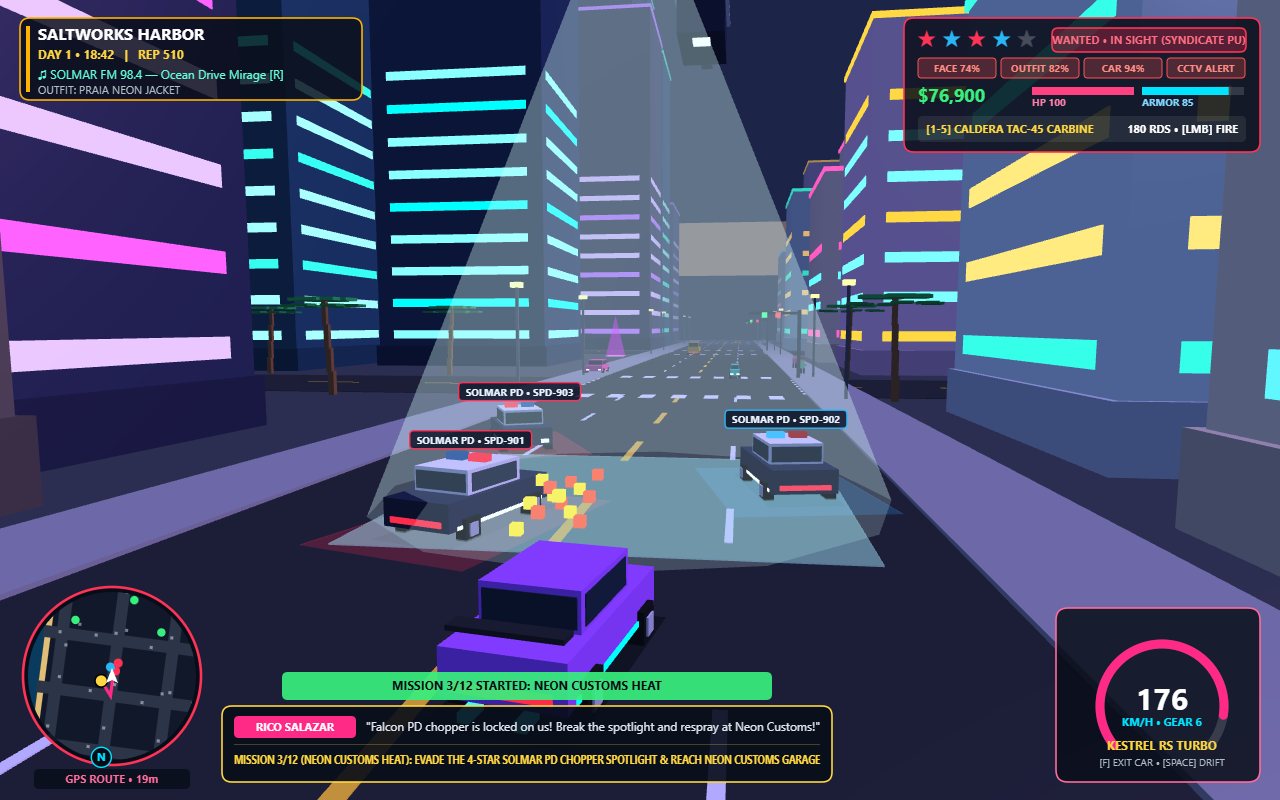 SALTWORKS HARBOR
DAY 1 • 18:42 | REP 510
♫ SOLMAR FM 98.4 — Ocean Drive Mirage [R]
OUTFIT: PRAIA NEON JACKET
WANTED • IN SIGHT (SYNDICATE PU)
FACE 74% OUTFIT 82% CAR 94% CCTV ALERT
$76,900 HP 100 ARMOR 85
[1-5] CALDERA TAC-45 CARBINE 180 RDS • [LMB] FIRE
SOLMAR PD • SPD-903
SOLMAR PD • SPD-902
SOLMAR PD • SPD-901
MISSION 3/12 STARTED: NEON CUSTOMS HEAT
RICO SALAZAR "Falcon PD chopper is locked on us! Break the spotlight and respray at Neon Customs!"
MISSION 3/12 (NEON CUSTOMS HEAT): EVADE THE 4-STAR SOLMAR PD CHOPPER SPOTLIGHT & REACH NEON CUSTOMS GARAGE
N
GPS ROUTE • 19m
176
KM/H • GEAR 6
KESTREL RS TURBO
[F] EXIT CAR • [SPACE] DRIFT